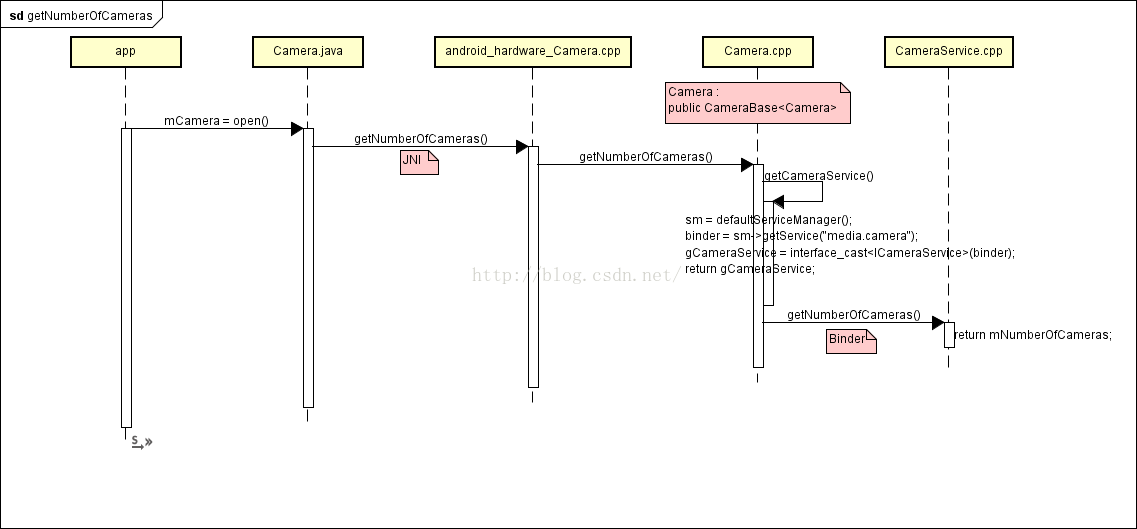 sd getNumberOfCameras
app
Camera.java
android_hardware_Camera.cpp
Camera.cpp
CameraService.cpp
Camera :
public CameraBase<Camera>
mCamera = open()
getNumberOfCameras()
JNI
getNumberOfCameras()
getCameraService()
sm = defaultServiceManager();
binder = sm->getService("media.camera");
gCameraService = interface_cast<ICameraService>(binder);
return gCameraService;
http://blog.csdn.net/
getNumberOfCameras()
Binder
return mNumberOfCameras;
S